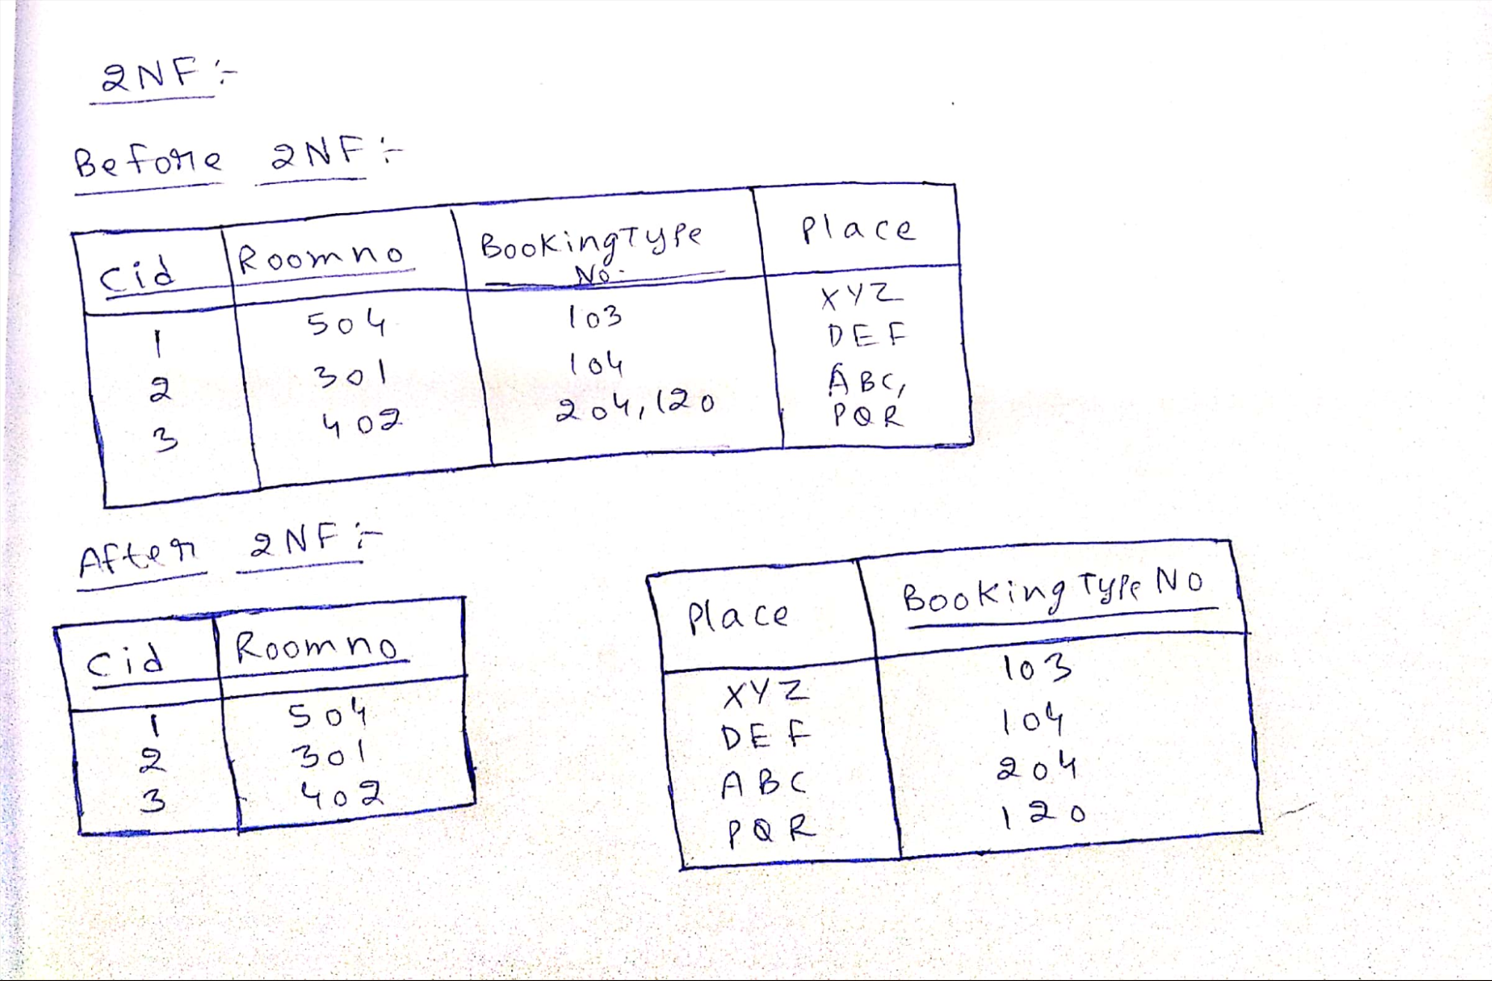 2NF :-
Before 2NF :-
Cid Roomno BookingType No. Place
1 504 103 XYZ
2 301 104 DEF
3 402 204,120 ABC, PQR
After 2NF :-
Cid Roomno
1 504
2 301
3 402
Place Booking Type No
XYZ 103
DEF 104
ABC 204
PQR 120